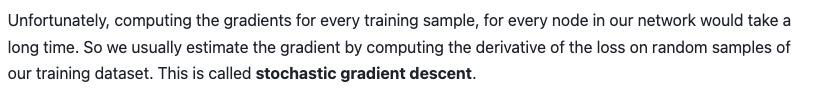 Unfortunately, computing the gradients for every training sample, for every node in our network would take a
long time. So we usually estimate the gradient by computing the derivative of the loss on random samples of
our training dataset. This is called stochastic gradient descent.